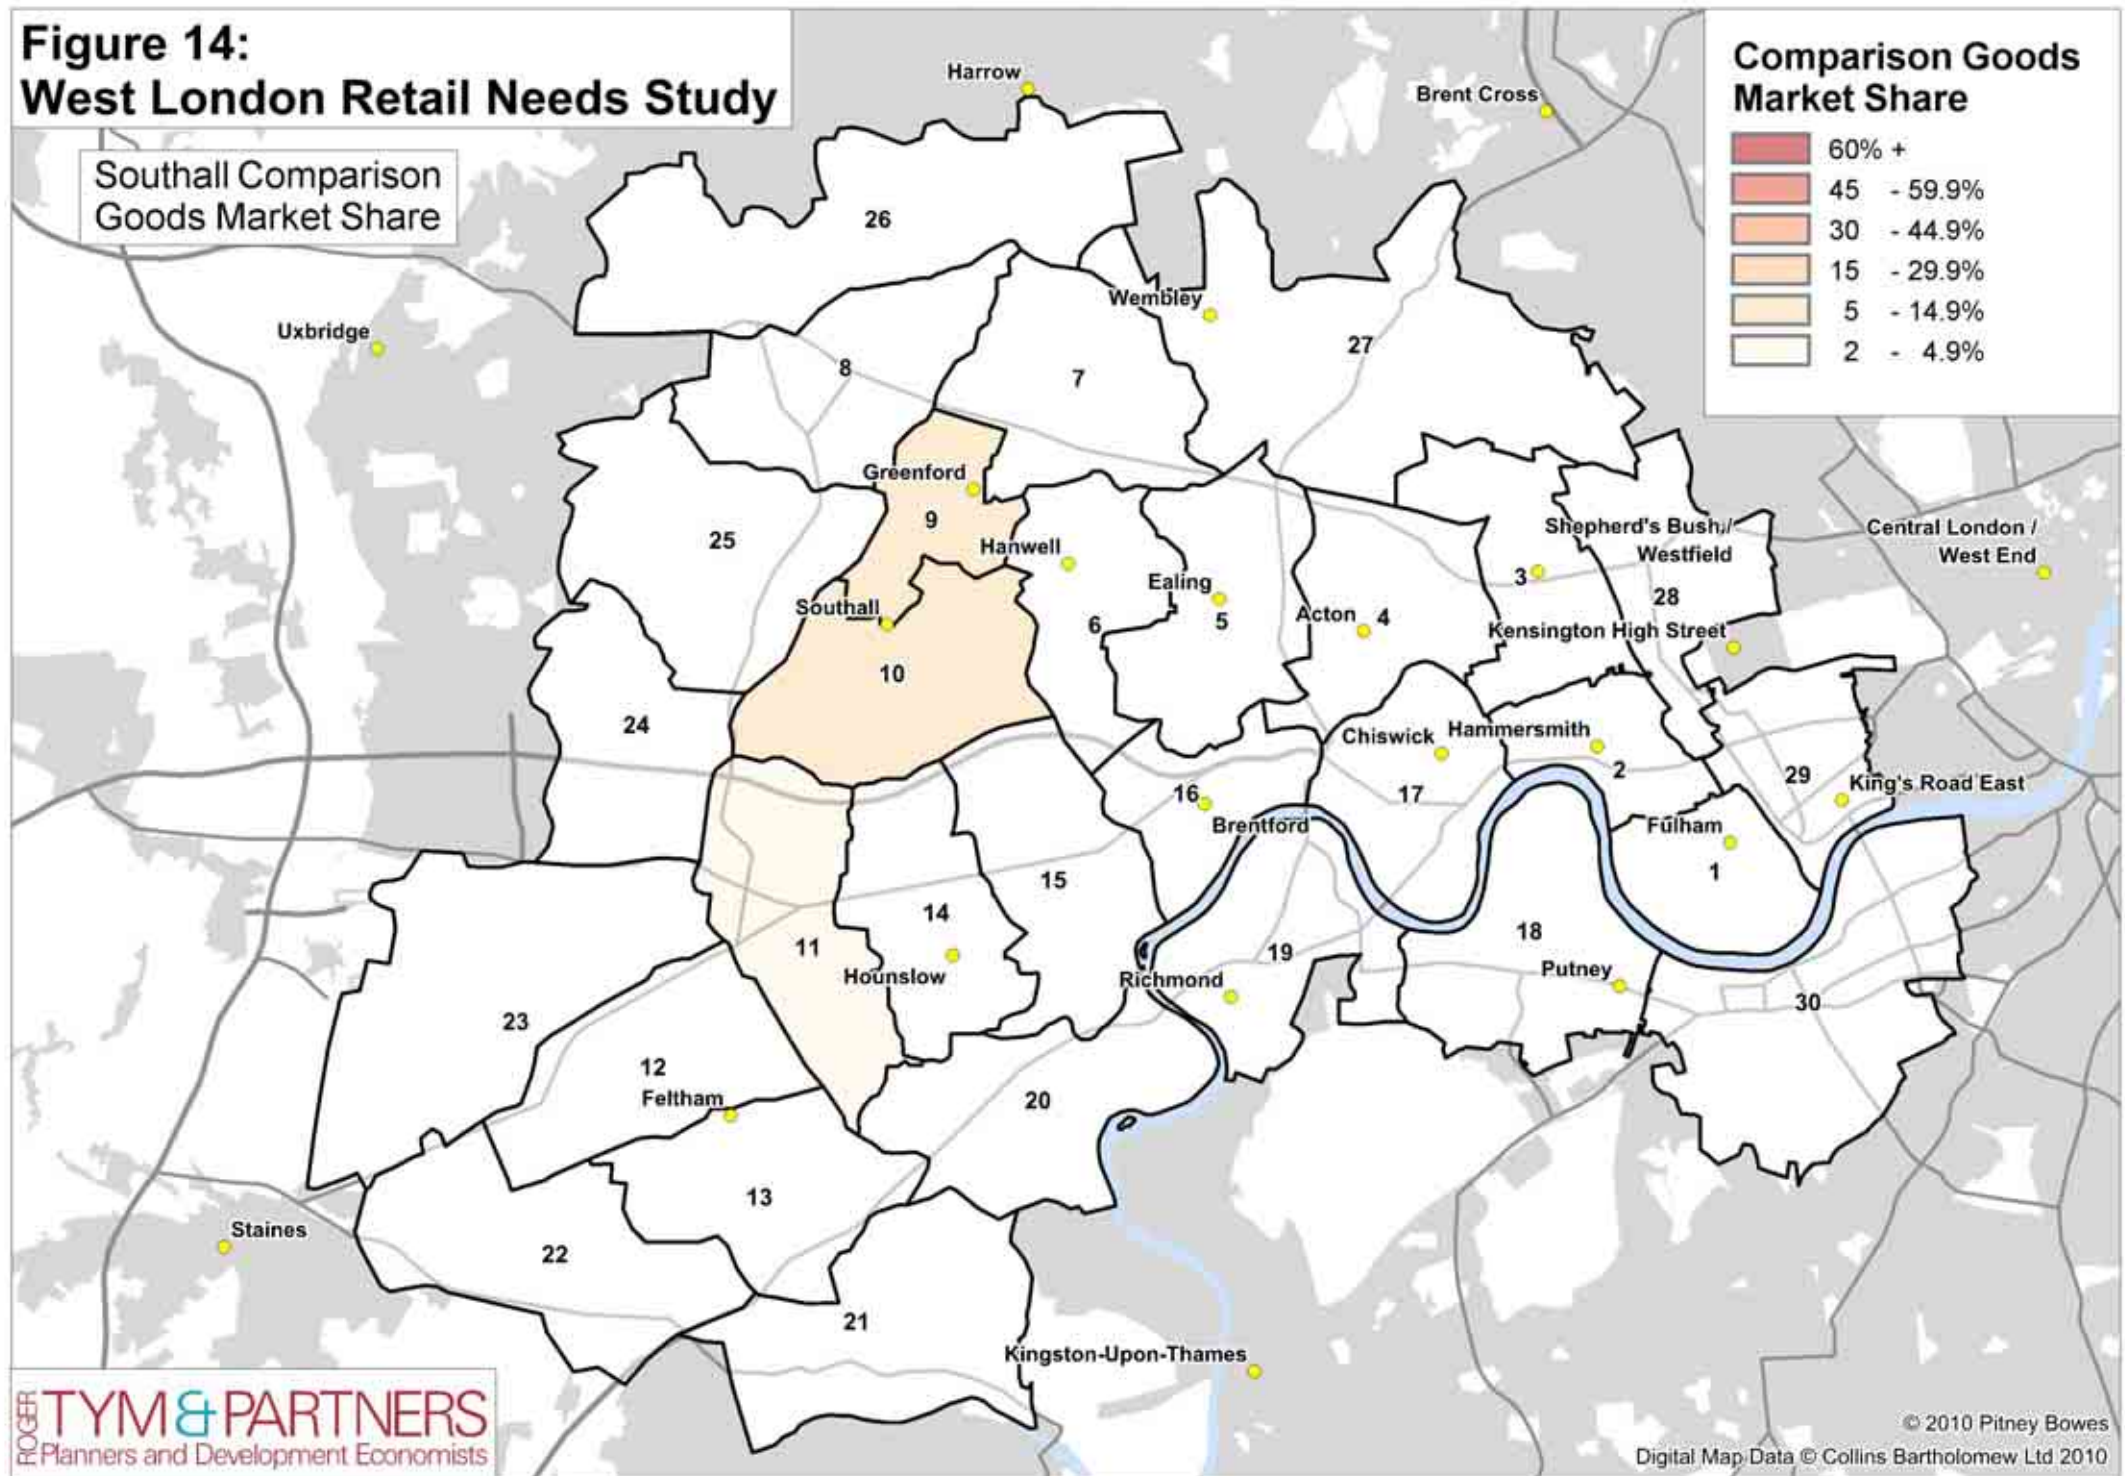 Figure 14:
West London Retail Needs Study
Southall Comparison
Goods Market Share
Comparison Goods
Market Share
60% +
45 - 59.9%
30 - 44.9%
15 - 29.9%
5 - 14.9%
2 - 4.9%
Harrow
Brent Cross
26
Wembley
Uxbridge
27
8
7
Greenford
9
25
Hanwell
Shepherd's Bush /
Westfield
Central London /
West End
3
28
Ealing
5
Acton 4
Southall
6
Kensington High Street
10
24
Chiswick
Hammersmith
2
29
King's Road East
16
17
Brentford
Fulham
1
15
14
11
Hounslow
18
19
Richmond
Putney
30
23
12
Feltham
20
13
Staines
22
21
Kingston-Upon-Thames
ROGER
TYM & PARTNERS
Planners and Development Economists
© 2010 Pitney Bowes
Digital Map Data © Collins Bartholomew Ltd 2010